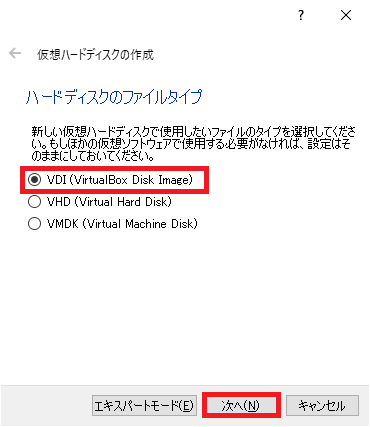 ?
仮想ハードディスクの作成
ハードディスクのファイルタイプ
新しい仮想ハードディスクで使用したいファイルのタイプを選択してくださ
い。もしほかの仮想ソフトウェアで使用する必要がなければ、設定はそ
のままにしておいてください。
VDI (VirtualBox Disk Image)
VHD (Virtual Hard Disk)
VMDK (Virtual Machine Disk)
エキスパートモード(E) 次へ(N) キャンセル